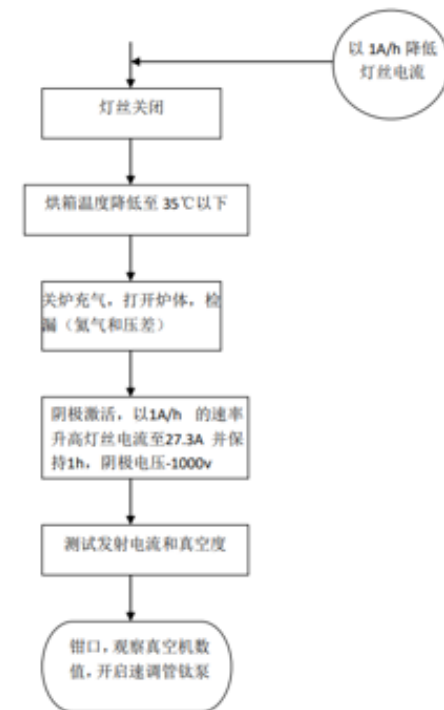 以 1A/h 降低
灯丝电流
灯丝关闭
烘箱温度降低至 35℃以下
关炉充气，打开炉体，检
漏（氦气和压差）
阴极激活，以1A/h 的速率
升高灯丝电流至27.3A 并保
持1h，阴极电压-1000v
测试发射电流和真空度
钳口，观察真空机数
值，开启速调管钛泵